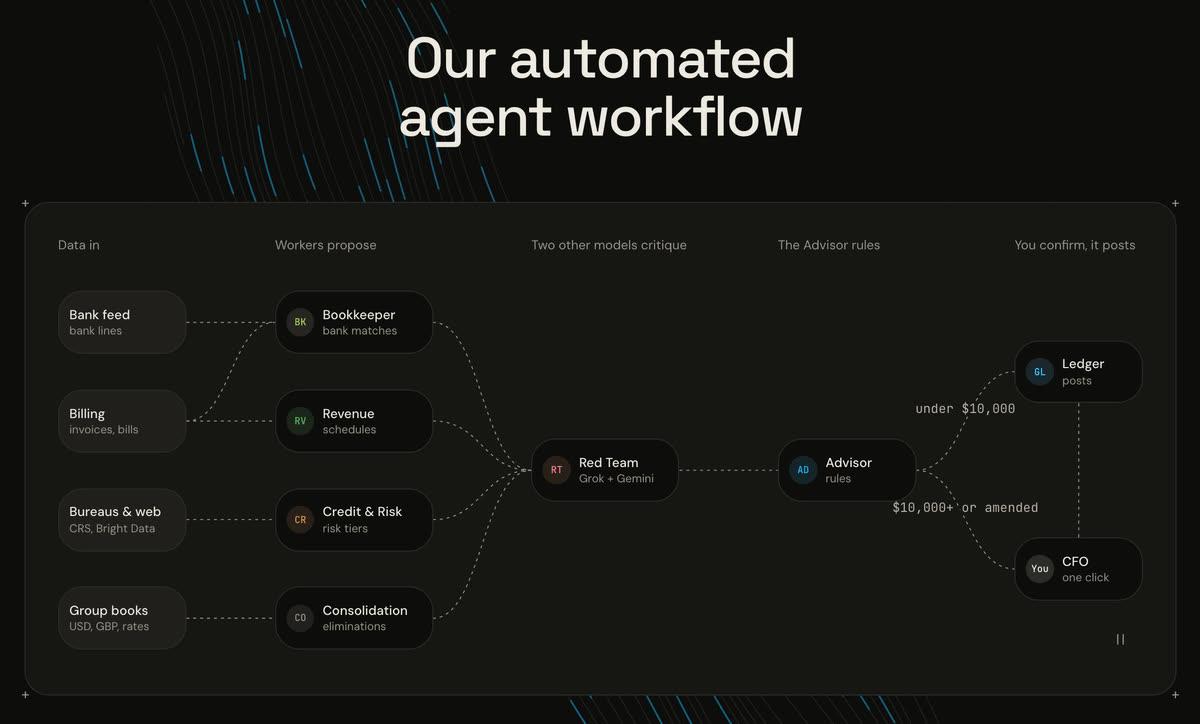 Our automated
agent workflow
Data in
Workers propose
Two other models critique
The Advisor rules
You confirm, it posts
Bank feed
bank lines
Billing
invoices, bills
Bureaus & web
CRS, Bright Data
Group books
USD, GBP, rates
BK
Bookkeeper
bank matches
RV
Revenue
schedules
CR
Credit & Risk
risk tiers
CO
Consolidation
eliminations
RT
Red Team
Grok + Gemini
AD
Advisor
rules
under $10,000
$10,000+ or amended
GL
Ledger
posts
You
CFO
one click